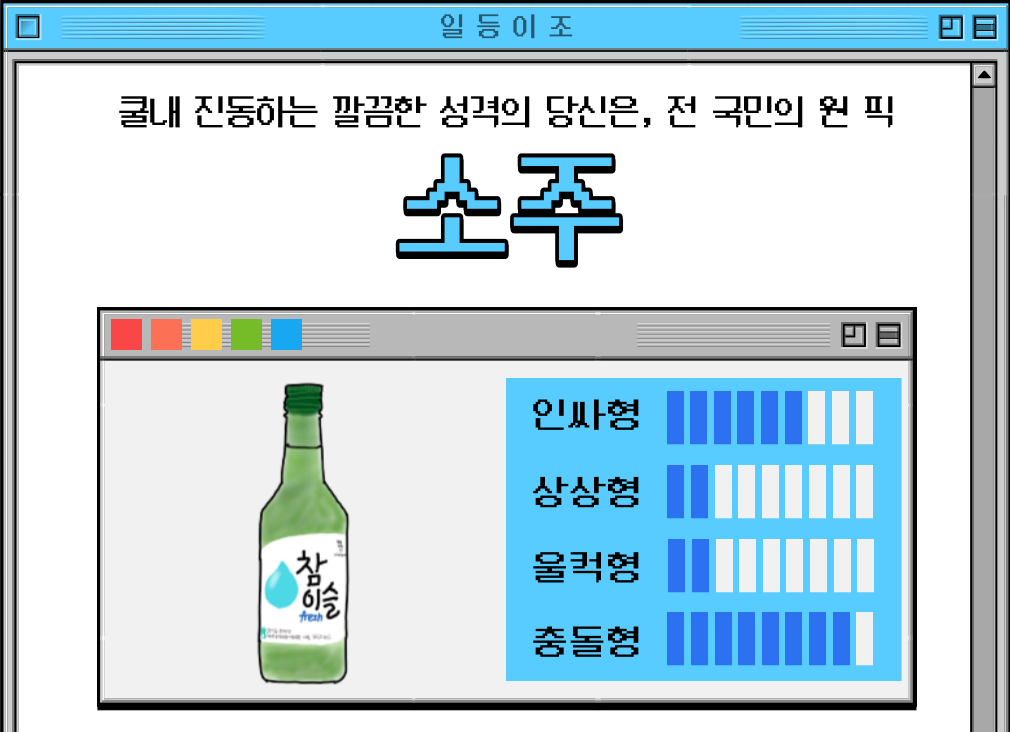 일등이조
쿨내 진동하는 깔끔한 성격의 당신은, 전 국민의 원 픽
소주
인싸형
상상형
울컥형
충돌형
참
이슬
fresh